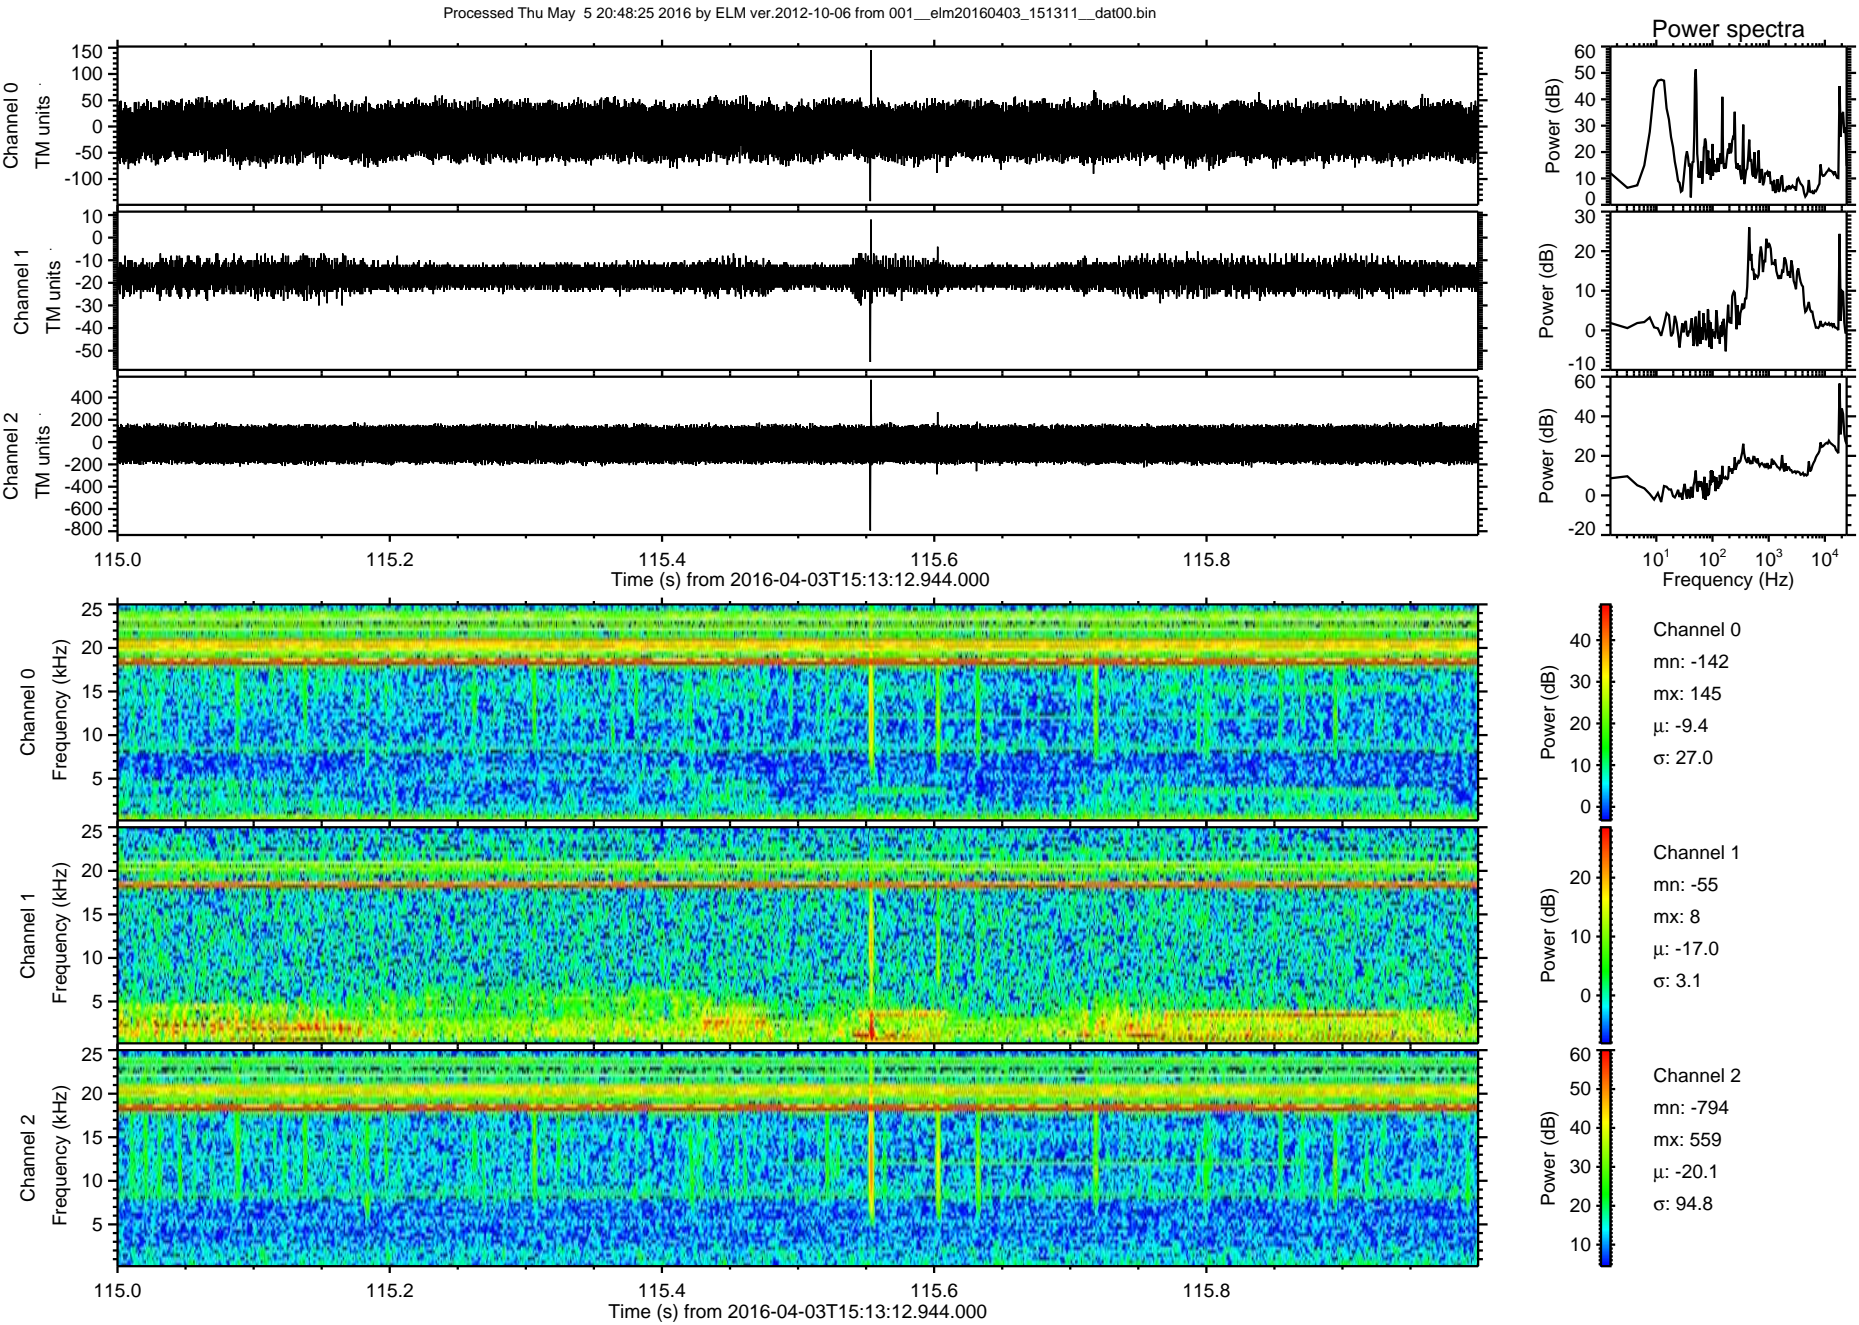 Processed Thu May  5 20:48:25 2016 by ELM ver.2012-10-06 from 001__elm20160403_151311__dat00.bin
Power spectra
Channel 0
TM units
150
100
50
0
-50
-100
Power (dB)
60
50
40
30
20
10
0
Channel 1
TM units
10
0
-10
-20
-30
-40
-50
Power (dB)
30
20
10
0
-10
Channel 2
TM units
400
200
0
-200
-400
-600
-800
Power (dB)
60
40
20
0
-20
115.0 115.2 115.4 115.6 115.8
Time (s) from 2016-04-03T15:13:12.944.000
10¹ 10² 10³ 10⁴
Frequency (Hz)
Channel 0
Frequency (kHz)
25
20
15
10
5
Power (dB)
40
30
20
10
0
Channel 0
mn: -142
mx: 145
μ: -9.4
σ: 27.0
Channel 1
Frequency (kHz)
25
20
15
10
5
Power (dB)
20
10
0
Channel 1
mn: -55
mx: 8
μ: -17.0
σ: 3.1
Channel 2
Frequency (kHz)
25
20
15
10
5
Power (dB)
60
50
40
30
20
10
Channel 2
mn: -794
mx: 559
μ: -20.1
σ: 94.8
115.0 115.2 115.4 115.6 115.8
Time (s) from 2016-04-03T15:13:12.944.000